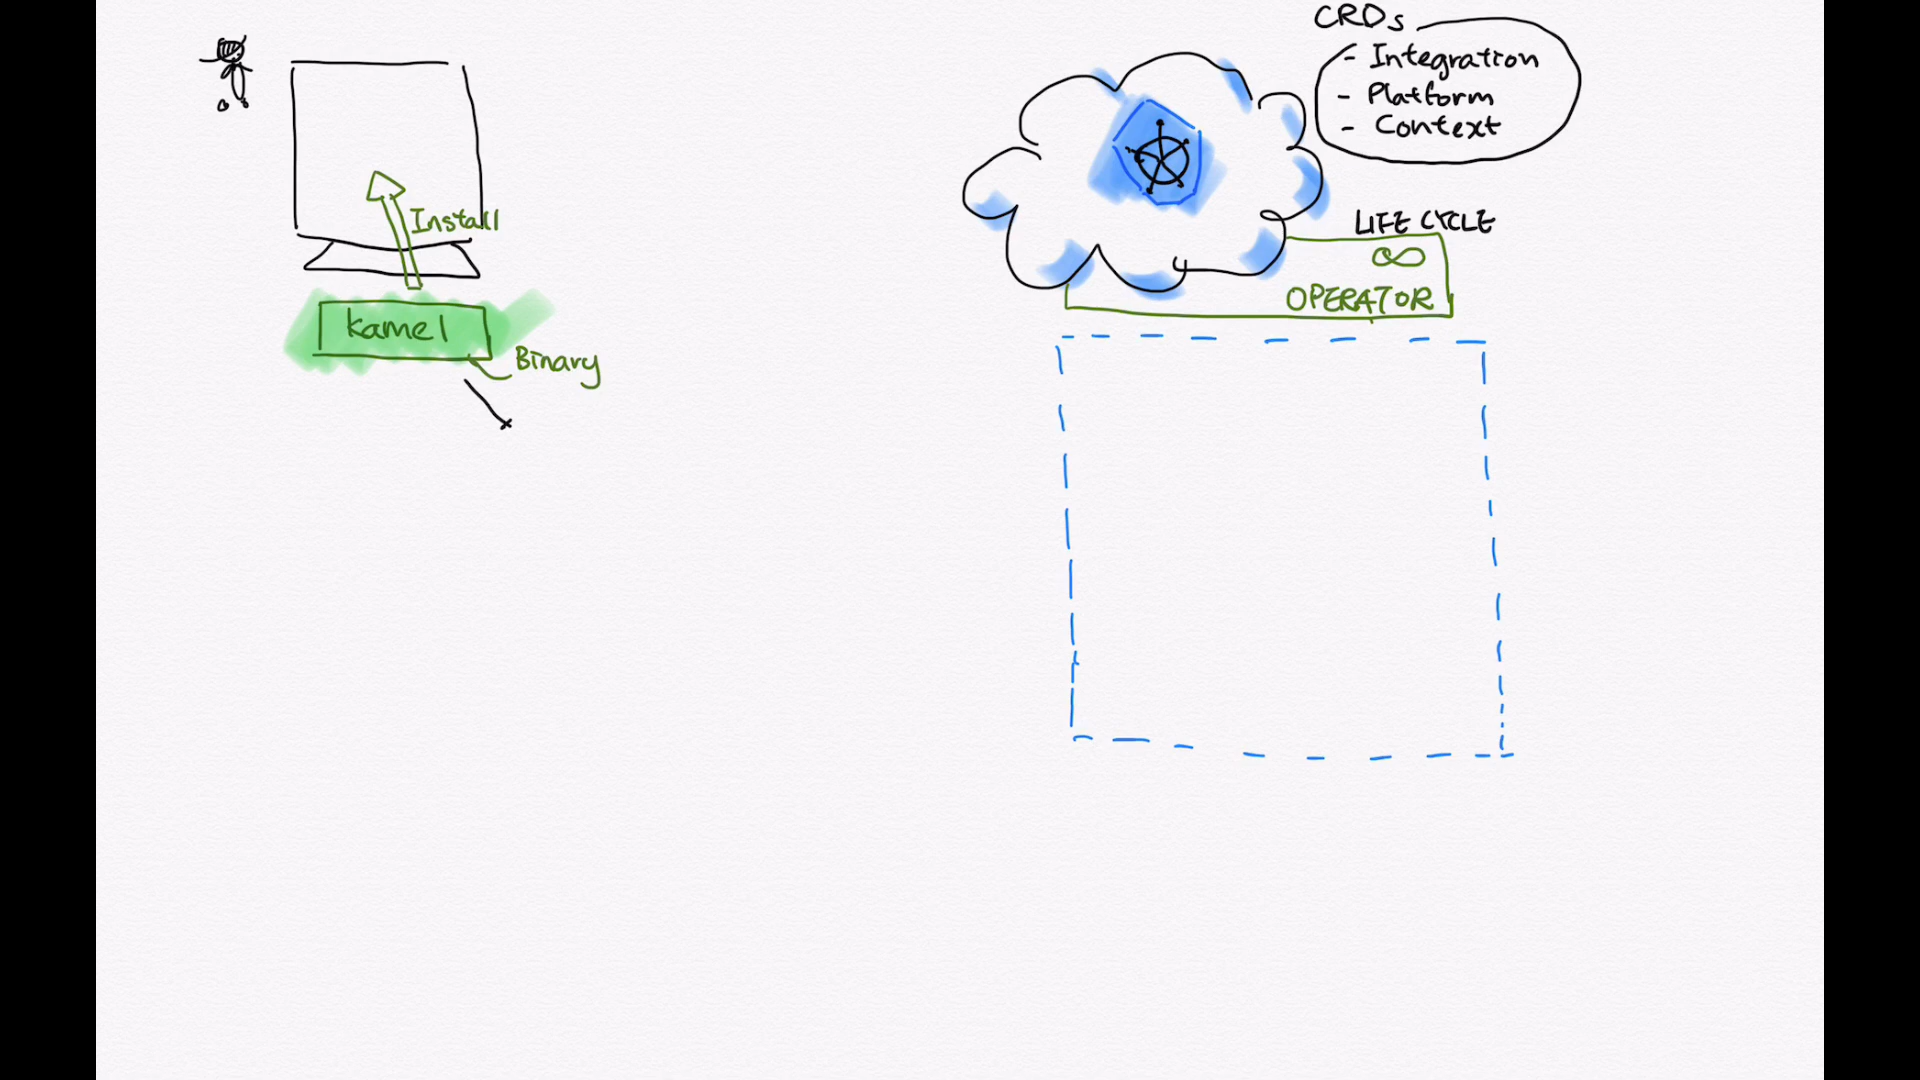 Install
kamel
Binary
CRDs
- Integration
- Platform
- Context
LIFE CYCLE
OPERATOR